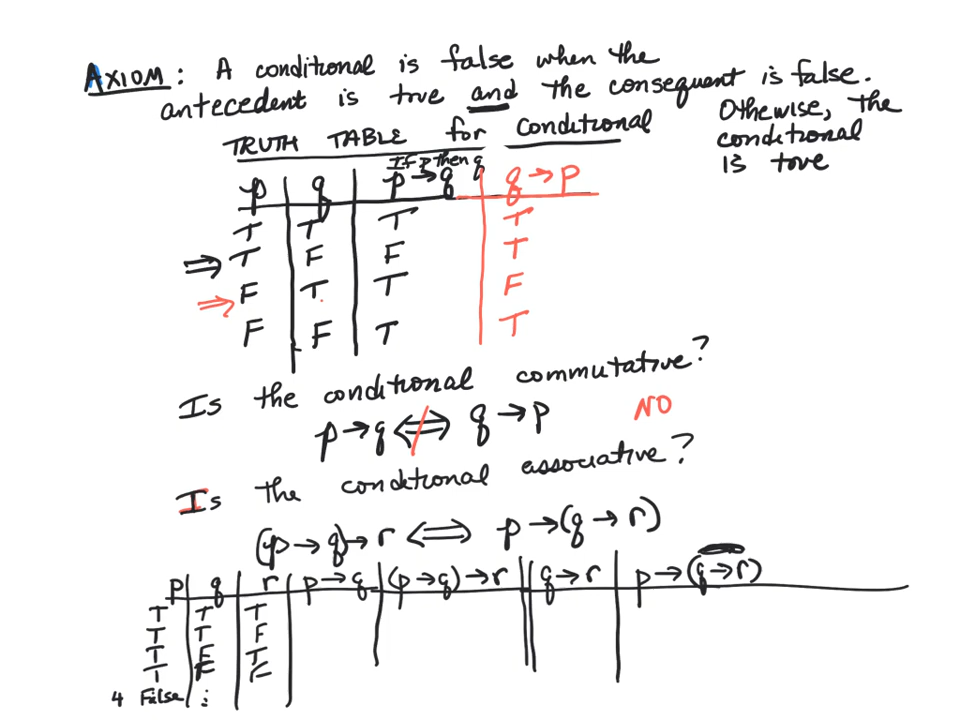 AXIOM: A conditional is false when the
antecedent is true and the consequent is false.
Otherwise, the
conditional
is true
TRUTH TABLE for conditional
If p then q
p q p→q q→p
T T T T
T F F T
F T T F
F F T T
Is the conditional commutative?
p→q ⇎ q→p NO
Is the conditional associative?
(p→q)→r ⟺ p→(q→r)
p q r p→q (p→q)→r q→r p→(q→r)
T T T
T T F
T F T
T F F
4 False :